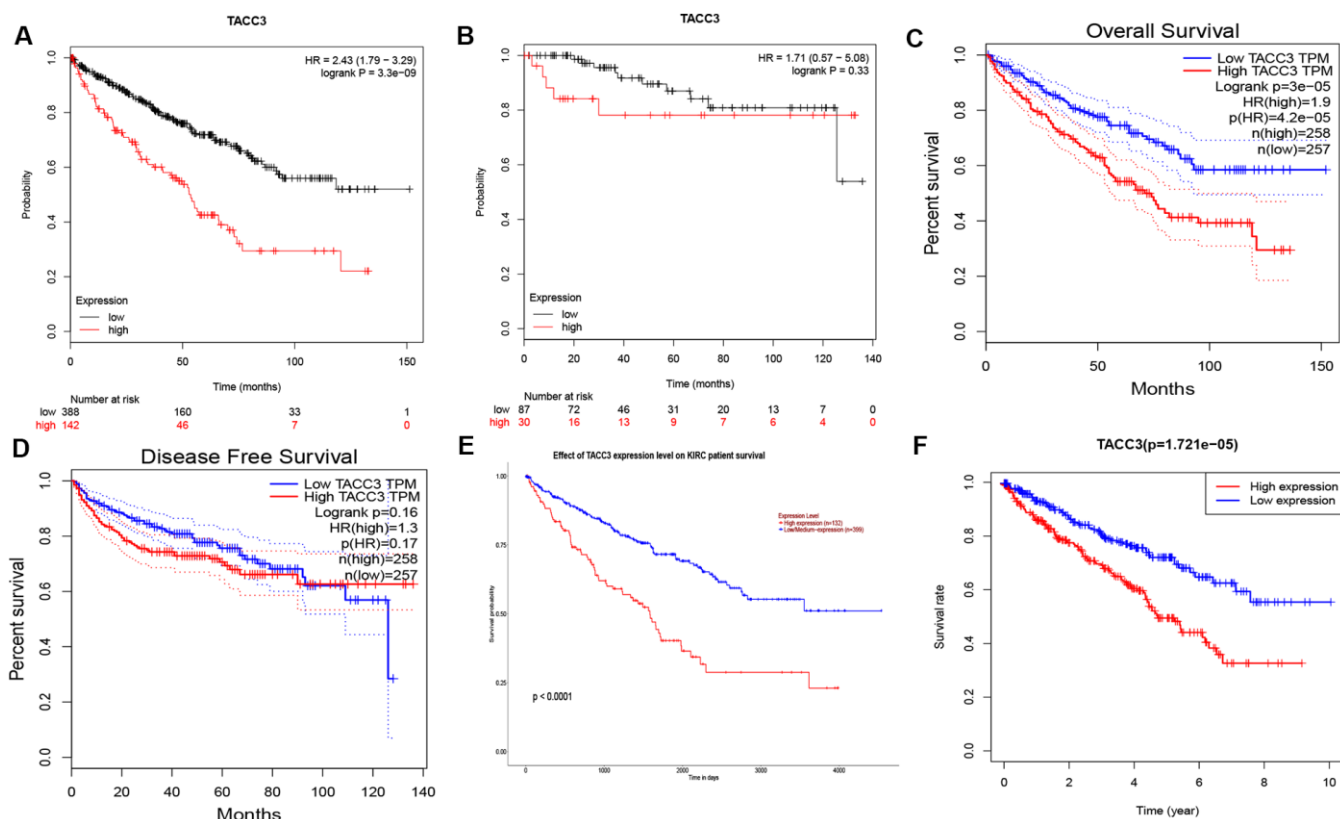 A
TACC3
HR = 2.43 (1.79 − 3.29)
logrank P = 3.3e−09
Probability
1.0
0.8
0.6
0.4
0.2
0.0
Expression
low
high
0 50 100 150
Time (months)
Number at risk
low 388 160 33 1
high 142 46 7 0
B
TACC3
HR = 1.71 (0.57 − 5.08)
logrank P = 0.33
Probability
1.0
0.8
0.6
0.4
0.2
0.0
Expression
low
high
0 20 40 60 80 100 120 140
Time (months)
Number at risk
low 87 72 46 31 20 13 7 0
high 30 16 13 9 7 6 4 0
C
Overall Survival
Low TACC3 TPM
High TACC3 TPM
Logrank p=3e−05
HR(high)=1.9
p(HR)=4.2e−05
n(high)=258
n(low)=257
Percent survival
1.0
0.8
0.6
0.4
0.2
0.0
0 50 100 150
Months
D
Disease Free Survival
Low TACC3 TPM
High TACC3 TPM
Logrank p=0.16
HR(high)=1.3
p(HR)=0.17
n(high)=258
n(low)=257
Percent survival
1.0
0.8
0.6
0.4
0.2
0.0
0 20 40 60 80 100 120 140
Months
E
Effect of TACC3 expression level on KIRC patient survival
Expression Level
High expression (n=132)
Low/Medium−expression (n=399)
Survival probability
1.00
0.75
0.50
0.25
0.00
p < 0.0001
0 1000 2000 3000 4000
Time in days
F
TACC3(p=1.721e−05)
High expression
Low expression
Survival rate
1.0
0.8
0.6
0.4
0.2
0.0
0 2 4 6 8 10
Time (year)